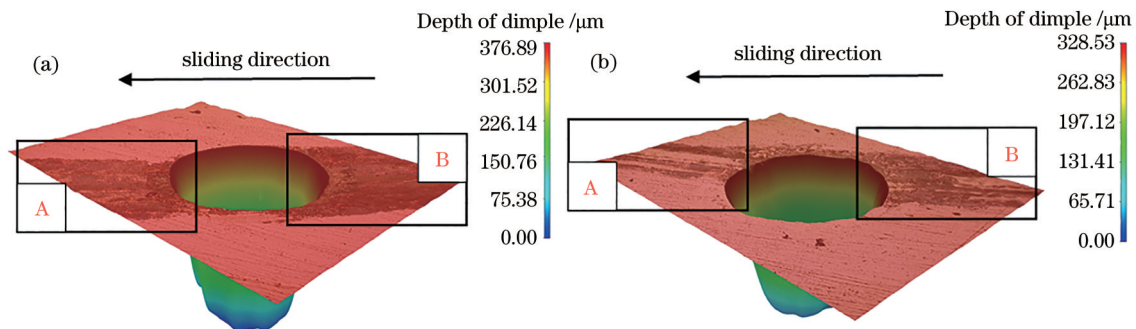 Depth of dimple /μm
(a)
sliding direction
376.89
301.52
226.14
150.76
75.38
0.00
A
B
Depth of dimple /μm
(b)
sliding direction
328.53
262.83
197.12
131.41
65.71
0.00
A
B